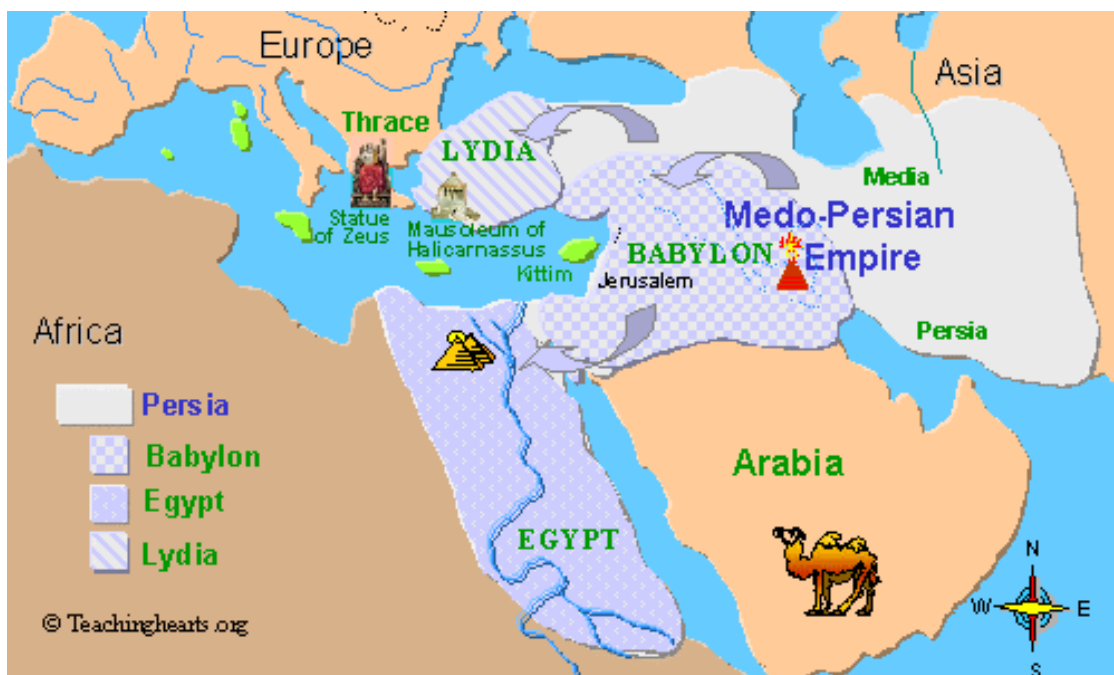 Europe
Asia
Thrace
LYDIA
Media
Statue
of Zeus
Mausoleum of
Halicarnassus
Medo-Persian
Empire
BABYLON
Kittim
Jerusalem
Africa
Persia
Persia
Babylon
Egypt
Lydia
Arabia
EGYPT
N
W
E
S
© Teachinghearts.org